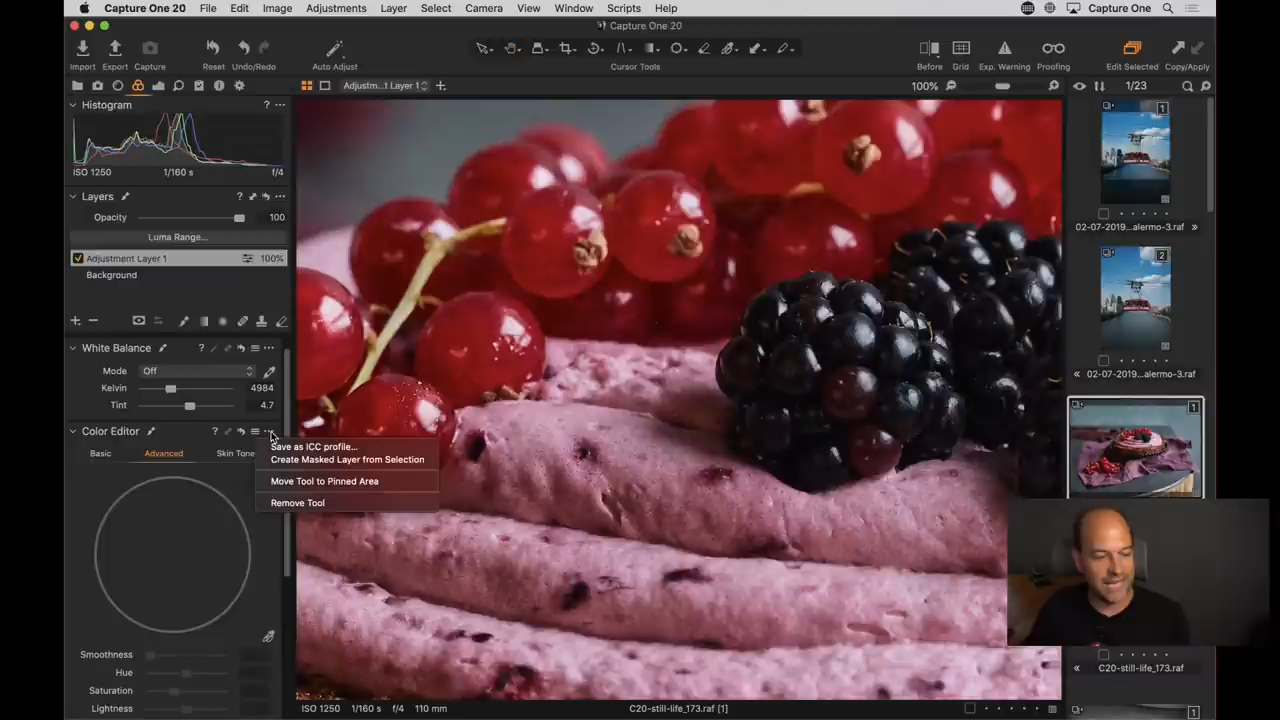 Capture One 20 File Edit Image Adjustments Layer Select Camera View Window Scripts Help Capture One
Capture One 20
Import Export Capture Reset Undo/Redo Auto Adjust Cursor Tools Before Grid Exp. Warning Proofing Edit Selected Copy/Apply
Adjustm...t Layer 1 100% 1/23
Histogram ?
ISO 1250 1/160 s f/4
Layers ?
Opacity 100
Luma Range...
Adjustment Layer 1 100%
Background
White Balance ?
Mode Off
Kelvin 4984
Tint 4.7
Color Editor ?
Basic Advanced Skin Tone
Save as ICC profile...
Create Masked Layer from Selection
Move Tool to Pinned Area
Remove Tool
Smoothness
Hue
Saturation
Lightness
1
02-07-2019...alermo-3.raf
2
02-07-2019...alermo-3.raf
1
C20-still-life_173.raf
1
ISO 1250 1/160 s f/4 110 mm C20-still-life_173.raf [1]